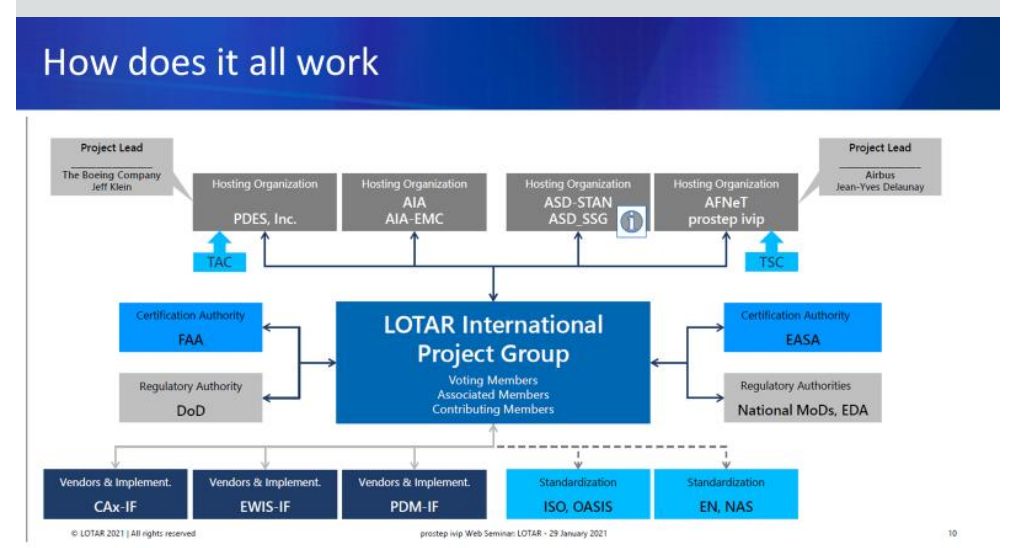 How does it all work
Project Lead
The Boeing Company
Jeff Klein
Project Lead
Airbus
Jean-Yves Delaunay
Hosting Organization
PDES, Inc.
Hosting Organization
AIA
AIA-EMC
Hosting Organization
ASD-STAN
ASD_SSG
Hosting Organization
AFNeT
prostep ivip
TAC
TSC
Certification Authority
FAA
LOTAR International
Project Group
Voting Members
Associated Members
Contributing Members
Certification Authority
EASA
Regulatory Authority
DoD
Regulatory Authorities
National MoDs, EDA
Vendors & Implement.
CAx-IF
Vendors & Implement.
EWIS-IF
Vendors & Implement.
PDM-IF
Standardization
ISO, OASIS
Standardization
EN, NAS
© LOTAR 2021 | All rights reserved
prostep ivip Web Seminar: LOTAR - 29 January 2021
10